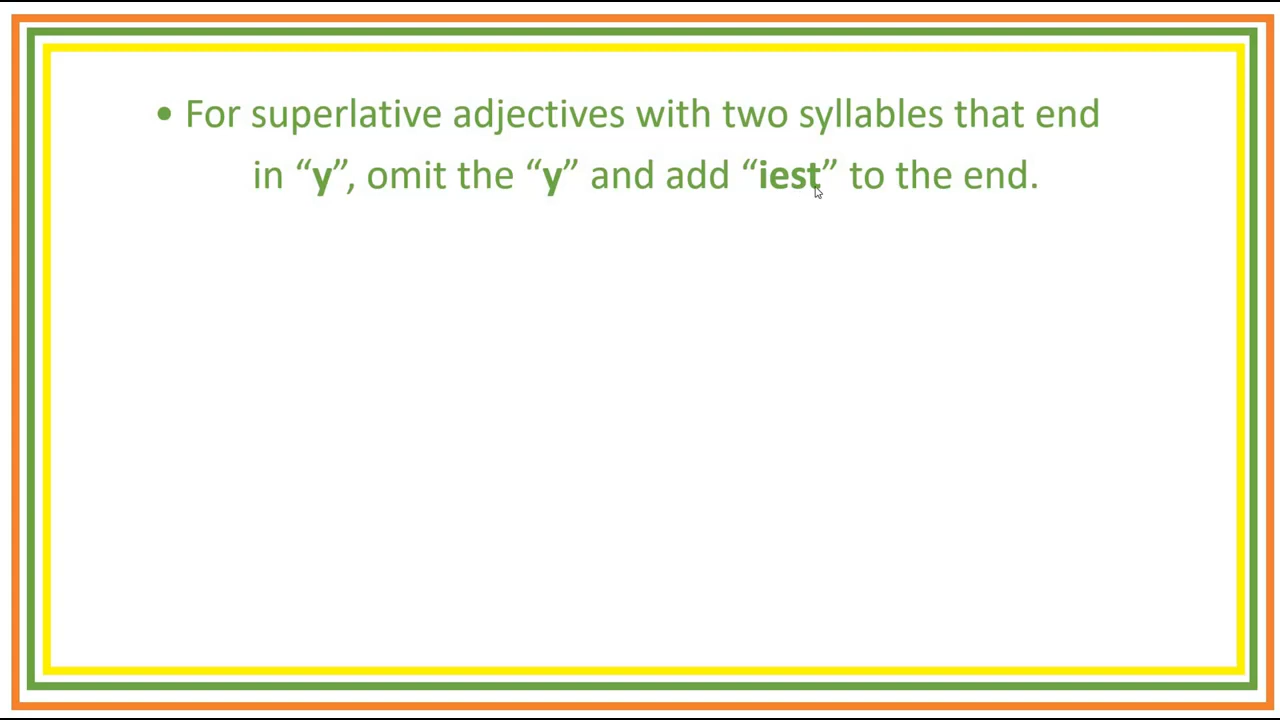 • For superlative adjectives with two syllables that end
in “y”, omit the “y” and add “iest” to the end.